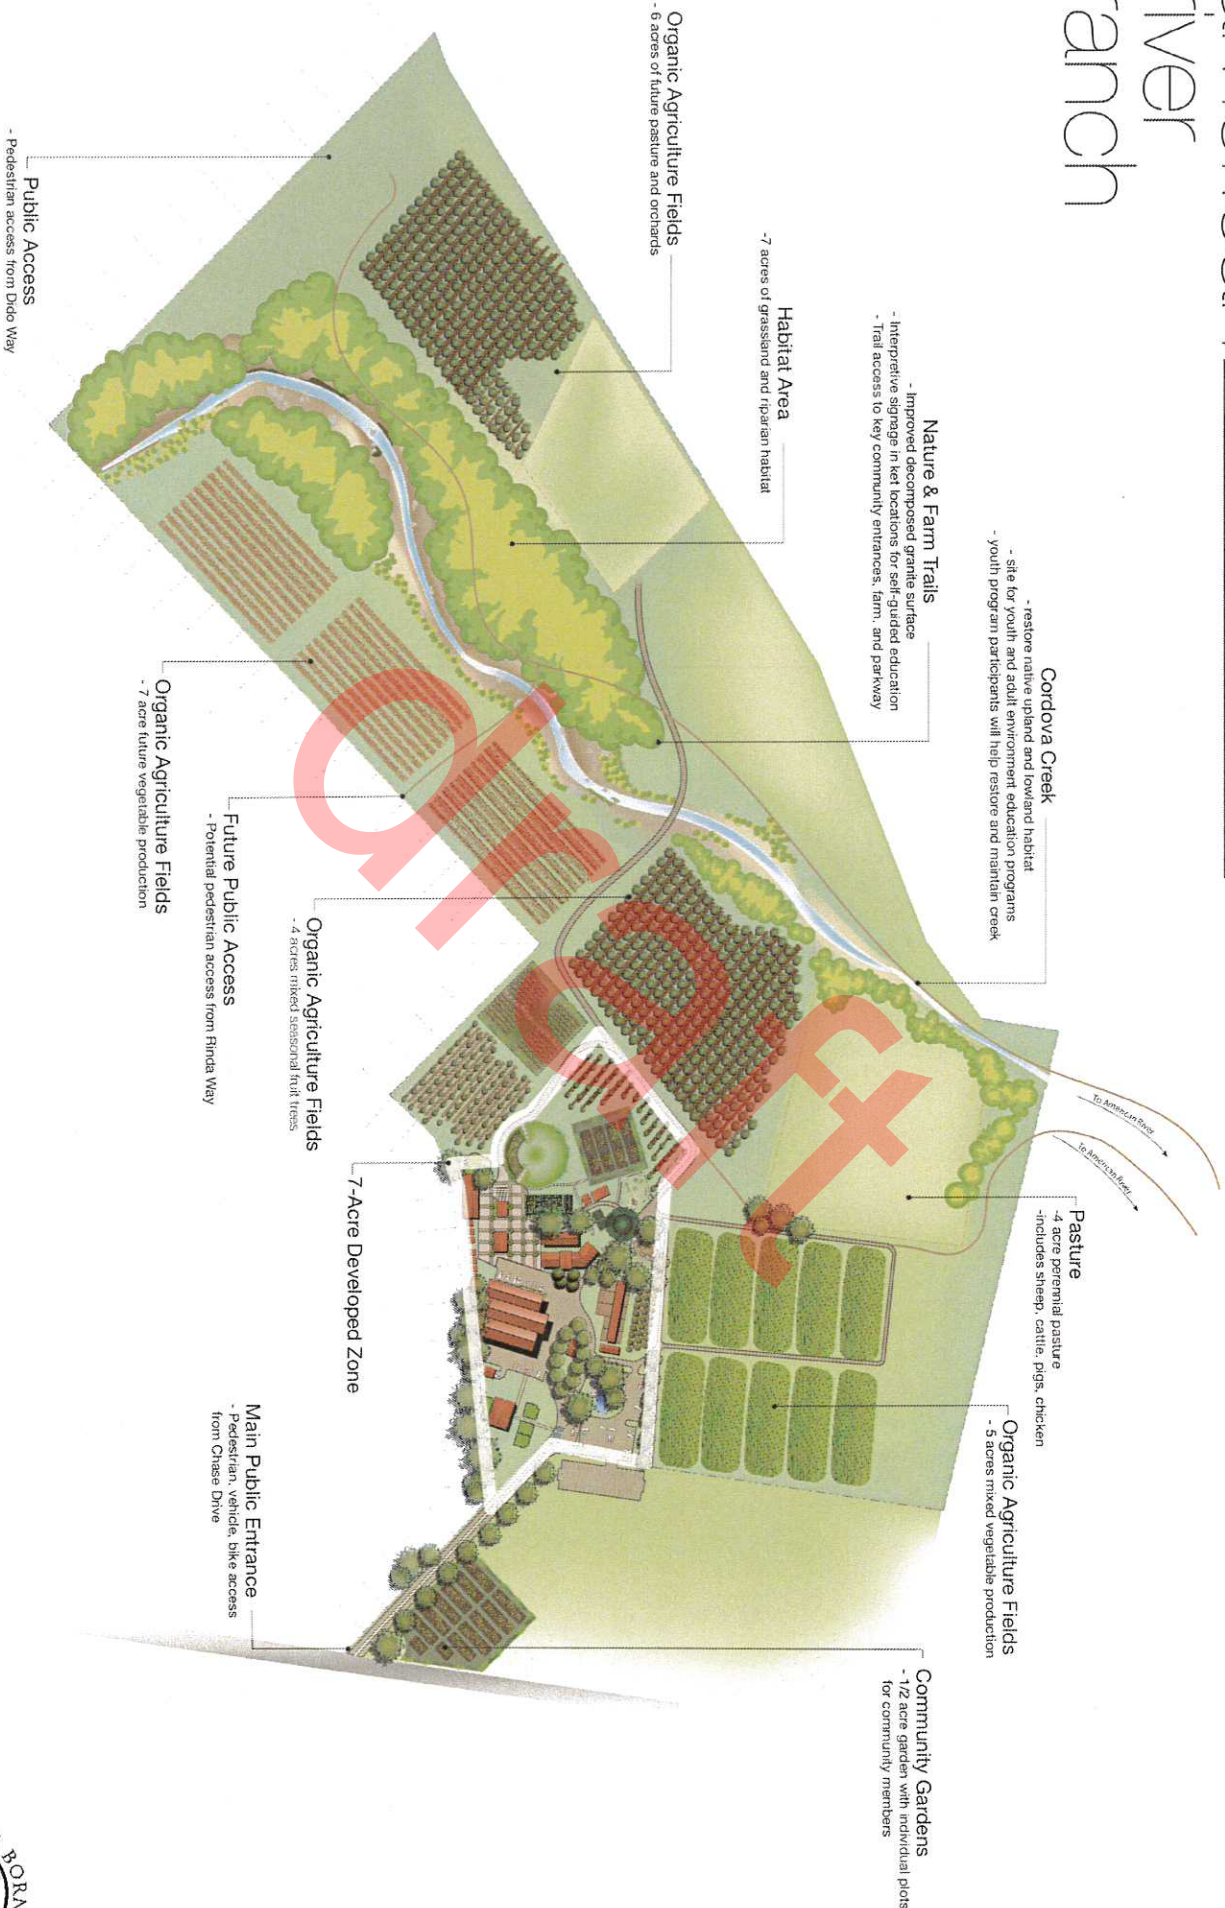 iver
anch
Organic Agriculture Fields
- 6 acres of future pasture and orchards
Habitat Area
-7 acres of grassland and riparian habitat
Nature & Farm Trails
- Improved decomposed granite surface
- Interpretive signage in ket locations for self-guided education
- Trail access to key community entrances, farm, and parkway
Cordova Creek
- restore native upland and lowland habitat
- site for youth and adult environment education programs
- youth program participants will help restore and maintain creek
To American River
To American River
Pasture
-4 acre perennial pasture
-includes sheep, cattle, pigs, chicken
Organic Agriculture Fields
- 5 acres mixed vegetable production
Community Gardens
- 1/2 acre garden with individual plots
for community members
Public Access
- Pedestrian access from Dido Way
Organic Agriculture Fields
- 7 acre future vegetable production
Future Public Access
- Potential pedestrian access from Rinda Way
Organic Agriculture Fields
- 4 acres mixed seasonal fruit trees
7-Acre Developed Zone
Main Public Entrance
- Pedestrian, vehicle, bike access
from Chase Drive
draft
BORA